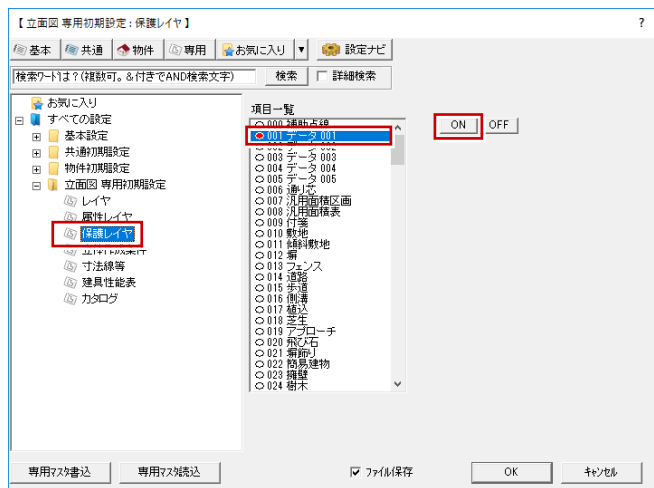 【 立面図 専用初期設定 : 保護レイヤ 】
?
基本 共通 物件 専用 お気に入り ▼ 設定ナビ
検索ワードは？(複数可。&付きでAND検索文字) 検索 詳細検索
お気に入り
すべての設定
基本設定
共通初期設定
物件初期設定
立面図 専用初期設定
レイヤ
属性レイヤ
保護レイヤ
立体作成条件
寸法線等
建具性能表
カタログ
項目一覧
000 補助点線
001 データ 001
002 データ 002
003 データ 003
004 データ 004
005 データ 005
006 通り芯
007 汎用面積区画
008 汎用面積表
009 付箋
010 敷地
011 傾斜敷地
012 塀
013 フェンス
014 道路
015 歩道
016 側溝
017 植込
018 芝生
019 アプローチ
020 飛び石
021 塀飾り
022 簡易建物
023 擁壁
024 樹木
ON OFF
専用マスタ書込 専用マスタ読込 ファイル保存 OK キャンセル